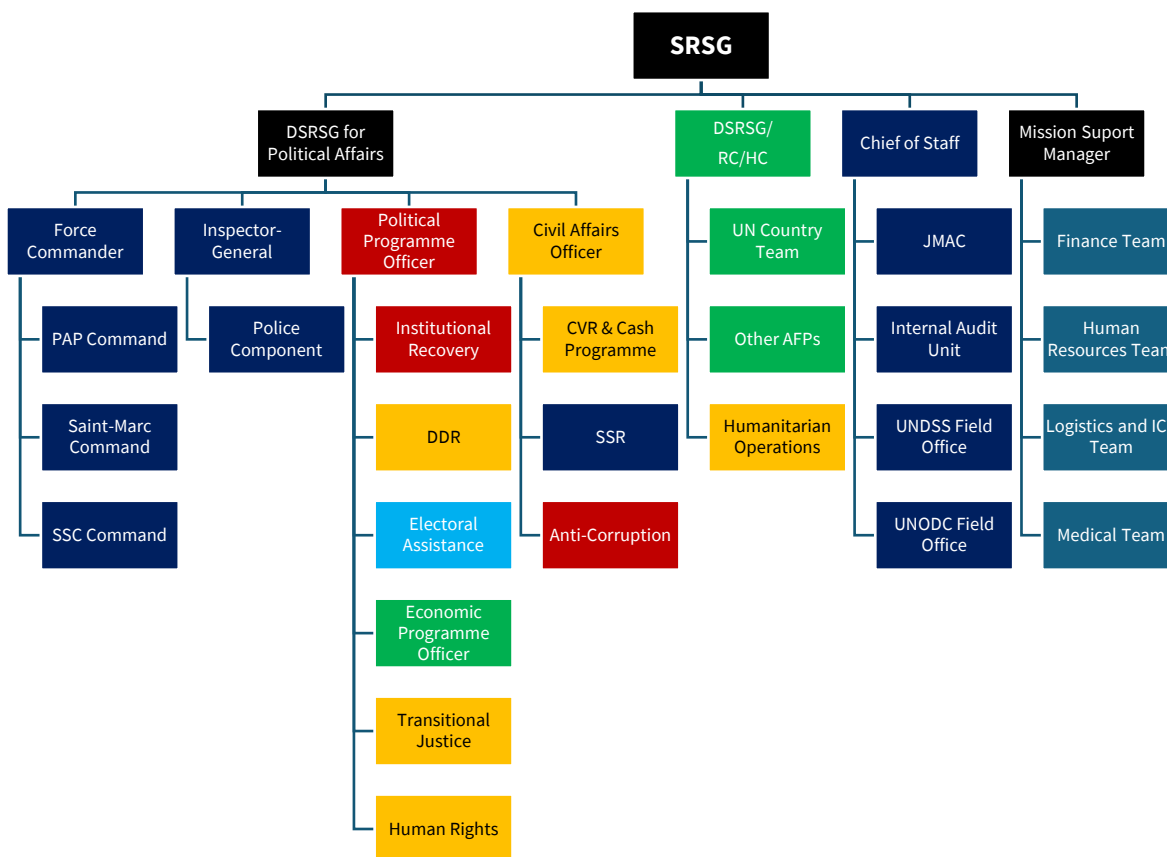 SRSG
DSRSG for
Political Affairs
DSRSG/
RC/HC
Chief of Staff
Mission Suport
Manager
Force
Commander
Inspector-
General
Political
Programme
Officer
Civil Affairs
Officer
UN Country
Team
JMAC
Finance Team
PAP Command
Police
Component
Institutional
Recovery
CVR & Cash
Programme
Other AFPs
Internal Audit
Unit
Human
Resources Team
Saint-Marc
Command
DDR
SSR
Humanitarian
Operations
UNDSS Field
Office
Logistics and IC
Team
SSC Command
Electoral
Assistance
Anti-Corruption
UNODC Field
Office
Medical Team
Economic
Programme
Officer
Transitional
Justice
Human Rights